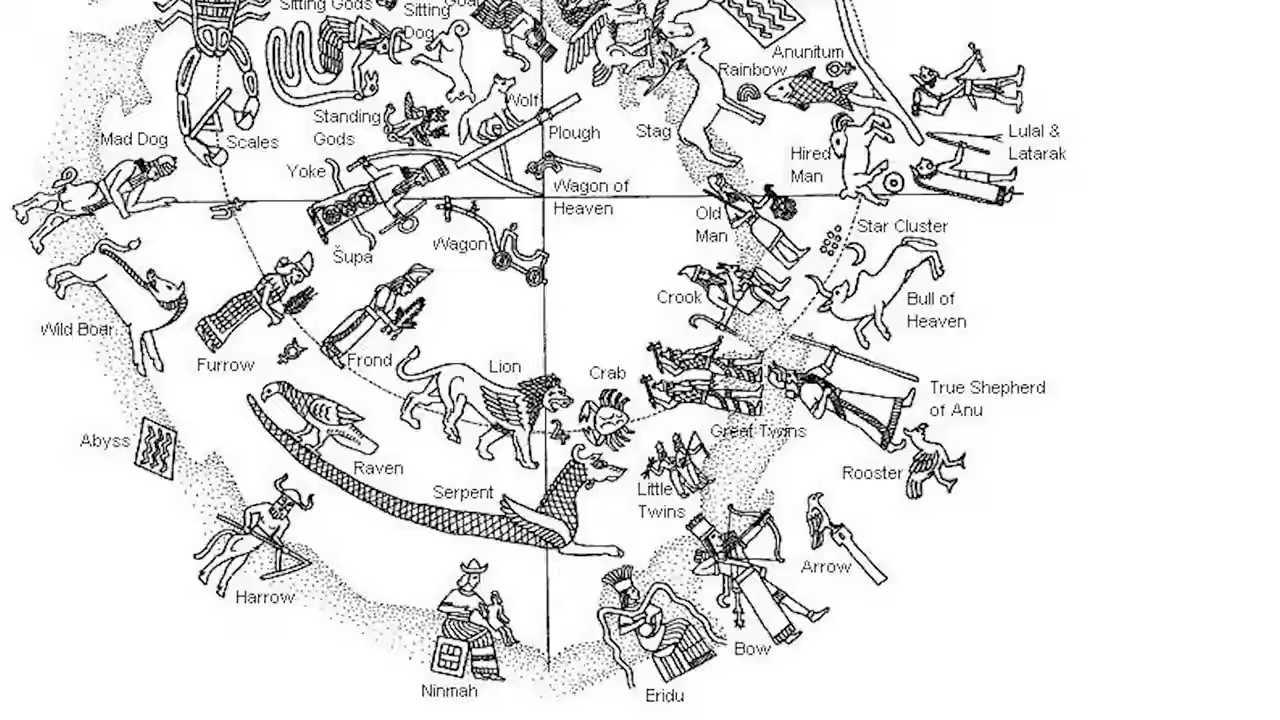 Sitting Gods
Sitting
Dog
Anunitum
Rainbow
Wolf
Standing
Gods
Plough
Stag
Lulal &
Latarak
Mad Dog
Scales
Hired
Man
Yoke
Wagon of
Heaven
Old
Man
Star Cluster
Wagon
Šupa
Crook
Bull of
Heaven
Wild Boar
Furrow
Frond
Lion
Crab
True Shepherd
of Anu
Great Twins
Abyss
Raven
Rooster
Serpent
Little
Twins
Arrow
Harrow
Bow
Ninmah
Eridu